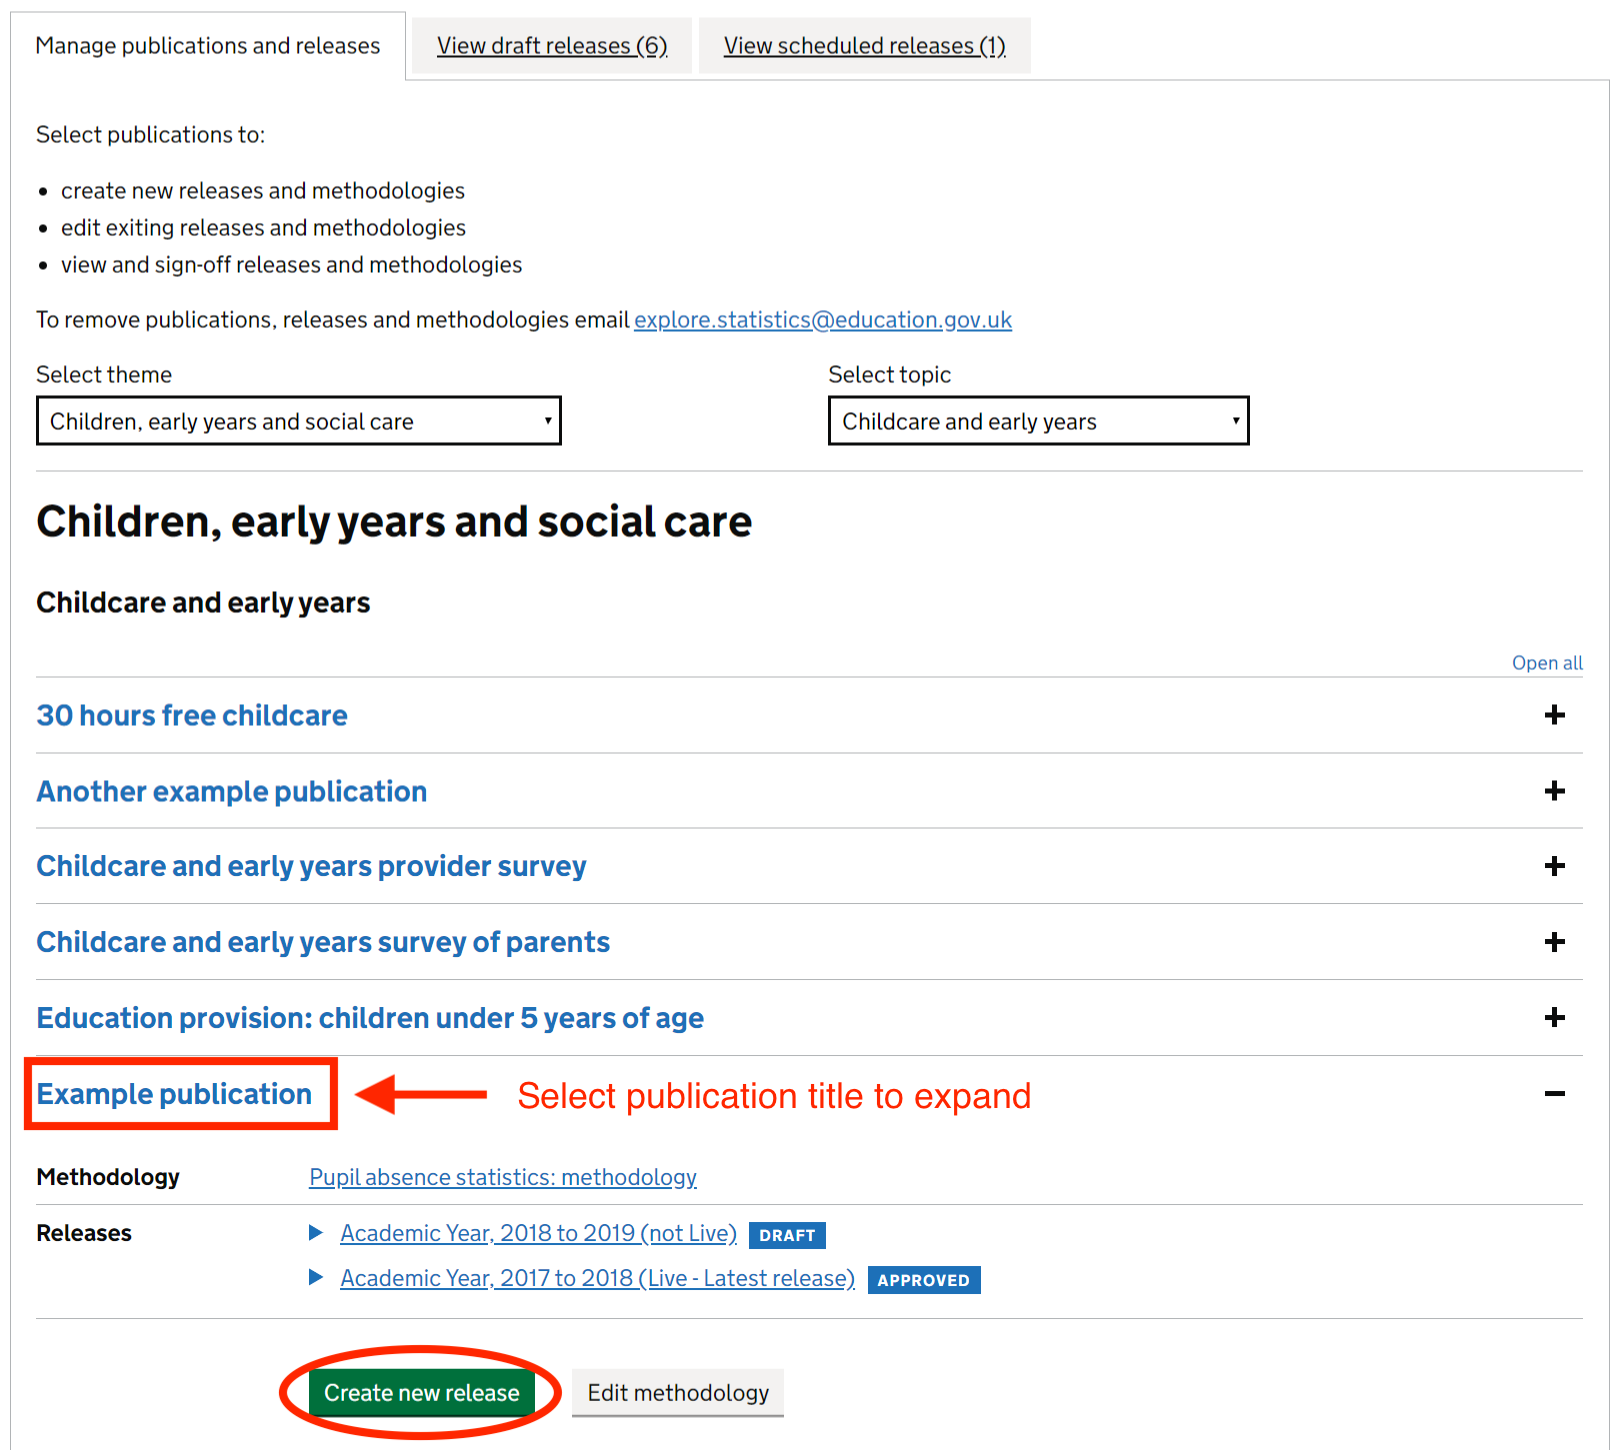 Manage publications and releases
View draft releases (6)
View scheduled releases (1)
Select publications to:
• create new releases and methodologies
• edit exiting releases and methodologies
• view and sign-off releases and methodologies
To remove publications, releases and methodologies email explore.statistics@education.gov.uk
Select theme
Children, early years and social care
Select topic
Childcare and early years
Children, early years and social care
Childcare and early years
Open all
30 hours free childcare
Another example publication
Childcare and early years provider survey
Childcare and early years survey of parents
Education provision: children under 5 years of age
Example publication
Select publication title to expand
Methodology
Pupil absence statistics: methodology
Releases
Academic Year, 2018 to 2019 (not Live) DRAFT
Academic Year, 2017 to 2018 (Live - Latest release) APPROVED
Create new release
Edit methodology